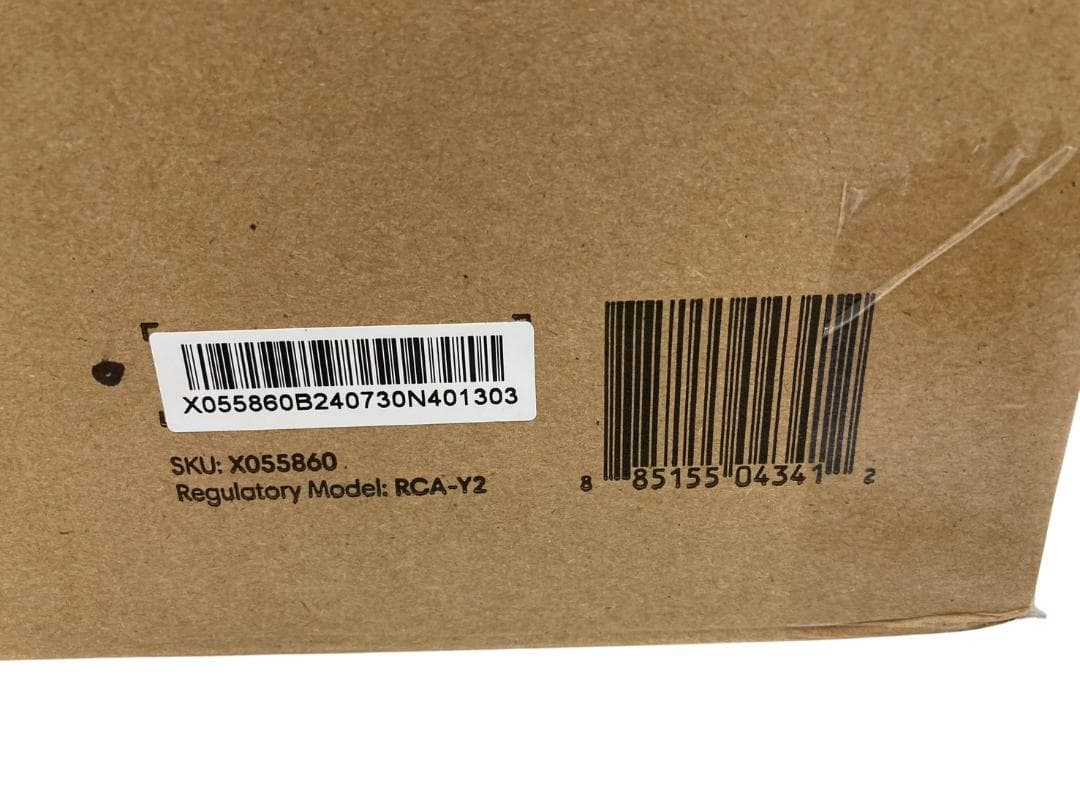 X055860B240730N401303
SKU: X055860
Regulatory Model: RCA-Y2
8 85155 04341 2